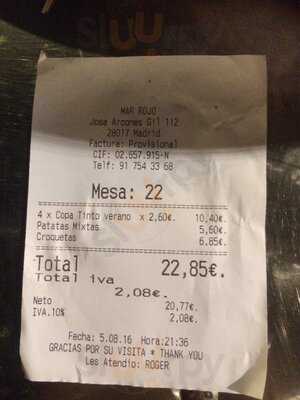 MAR ROJO
Jose Arcones Gil 112
28017 Madrid
Factura: Provisional
CIF: 02.657.915-N
Telf: 91 754 33 68
Mesa: 22
4 x Copa Tinto verano x 2,60€. 10,40€.
Patatas Mixtas 5,60€.
Croquetas 6,85€.
Total 22,85€.
Total iva
2,08€.
Neto 20,77€.
IVA.10% 2,08€.
Fecha: 5.08.16 Hora:21:36
GRACIAS POR SU VISITA * THANK YOU
Les Atendio: ROGER